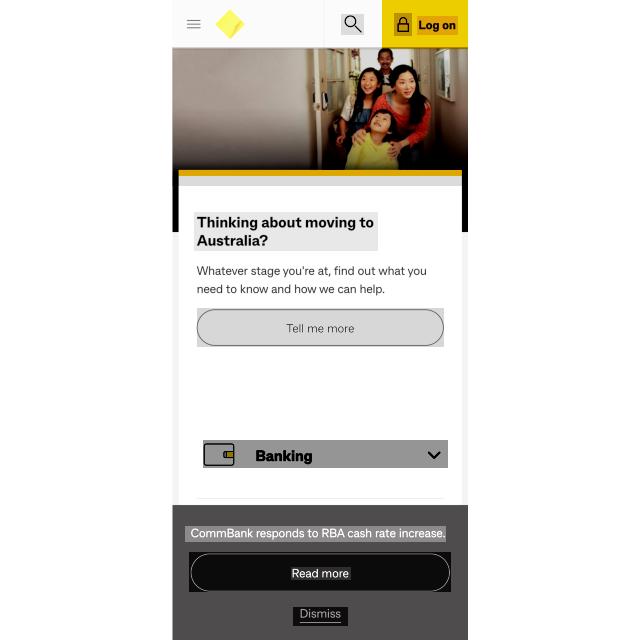 Log on
Thinking about moving to
Australia?
Whatever stage you're at, find out what you
need to know and how we can help.
Tell me more
Banking
CommBank responds to RBA cash rate increase.
Read more
Dismiss